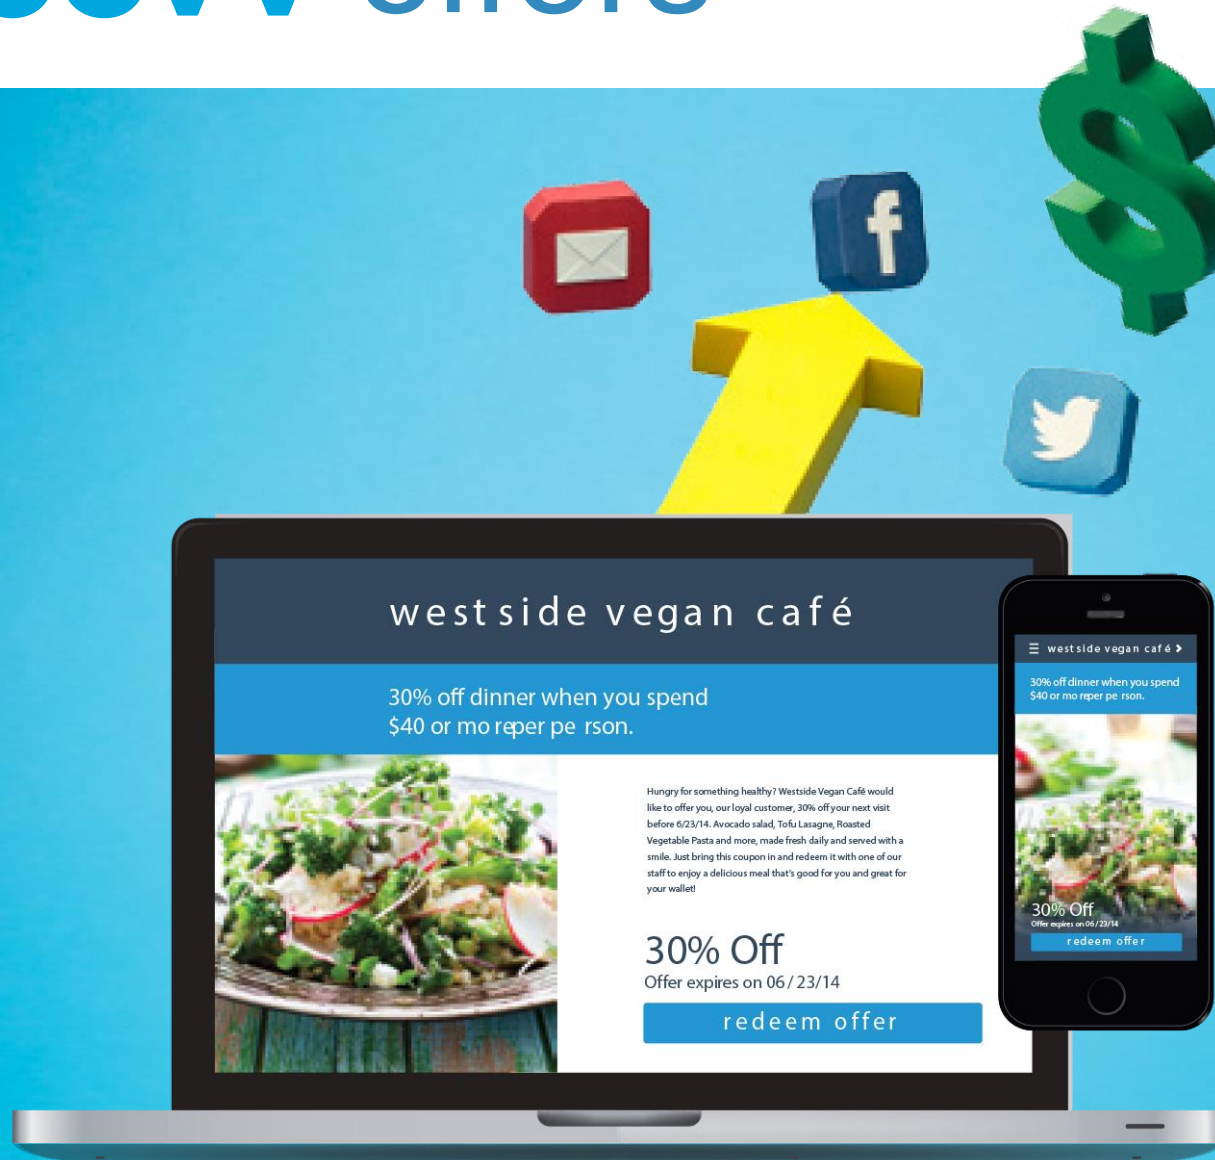 offers
f
$
westside vegan café
30% off dinner when you spend
$40 or mo reper pe rson.
Hungry for something healthy? Westside Vegan Café would
like to offer you, our loyal customer, 30% off your next visit
before 6/23/14. Avocado salad, Tofu Lasagne, Roasted
Vegetable Pasta and more, made fresh daily and served with a
smile. Just bring this coupon in and redeem it with one of our
staff to enjoy a delicious meal that's good for you and great for
your wallet!
30% Off
Offer expires on 06/23/14
redeem offer
westside vegan café
30% off dinner when you spend
$40 or mo reper pe rson.
30% Off
Offer expires on 06/23/14
redeem offer